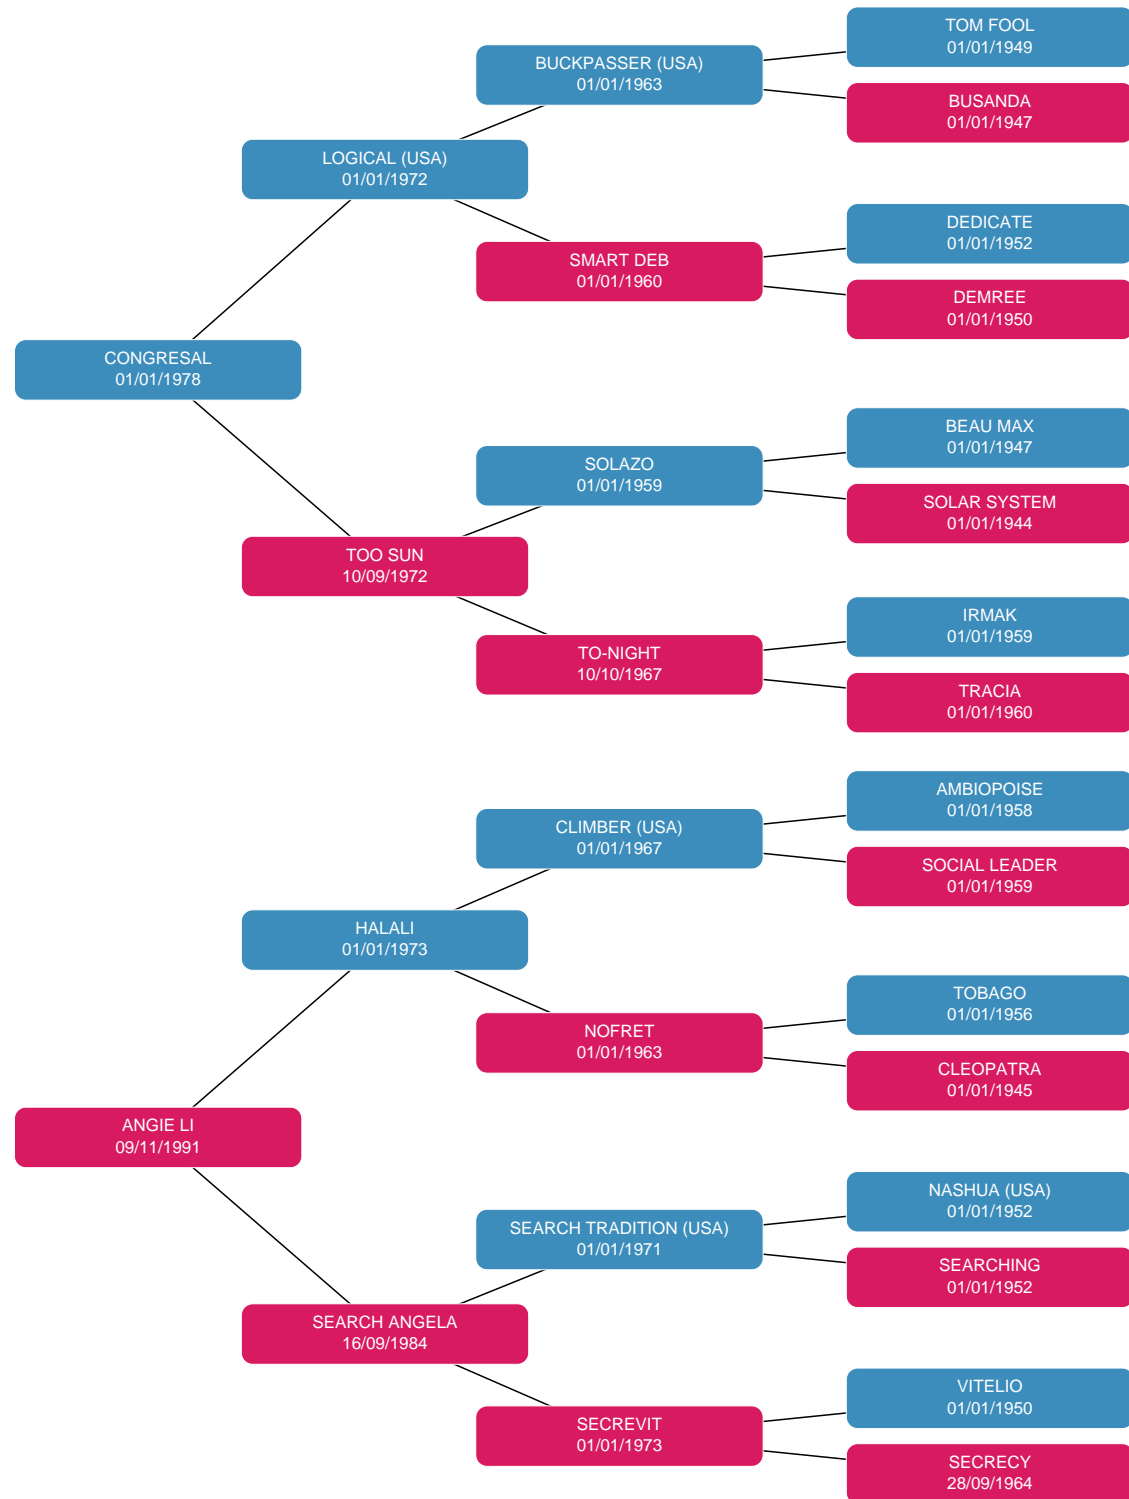 TOM FOOL
01/01/1949
BUCKPASSER (USA)
01/01/1963
BUSANDA
01/01/1947
LOGICAL (USA)
01/01/1972
DEDICATE
01/01/1952
SMART DEB
01/01/1960
DEMREE
01/01/1950
CONGRESAL
01/01/1978
BEAU MAX
01/01/1947
SOLAZO
01/01/1959
SOLAR SYSTEM
01/01/1944
TOO SUN
10/09/1972
IRMAK
01/01/1959
TO-NIGHT
10/10/1967
TRACIA
01/01/1960
AMBIOPOISE
01/01/1958
CLIMBER (USA)
01/01/1967
SOCIAL LEADER
01/01/1959
HALALI
01/01/1973
TOBAGO
01/01/1956
NOFRET
01/01/1963
CLEOPATRA
01/01/1945
ANGIE LI
09/11/1991
NASHUA (USA)
01/01/1952
SEARCH TRADITION (USA)
01/01/1971
SEARCHING
01/01/1952
SEARCH ANGELA
16/09/1984
VITELIO
01/01/1950
SECREVIT
01/01/1973
SECRECY
28/09/1964